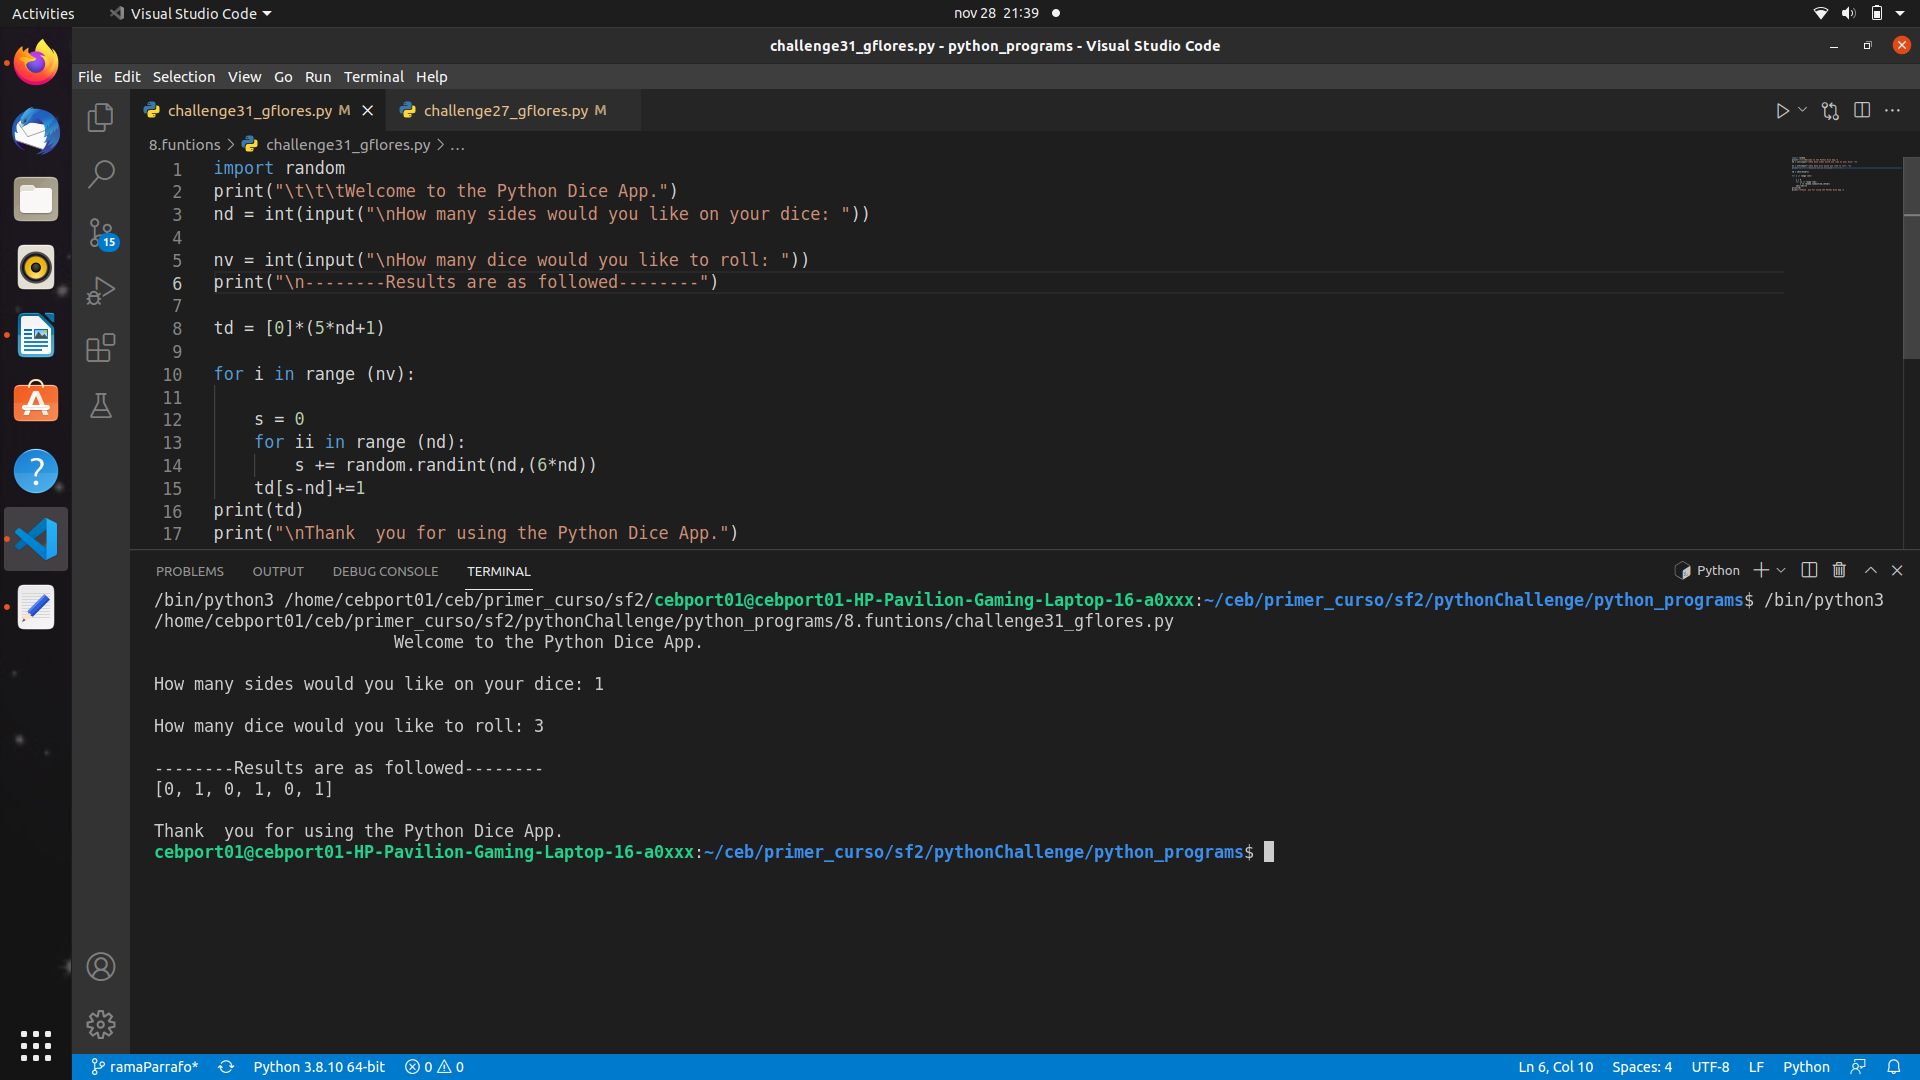 Activities Visual Studio Code nov 28 21:39
challenge31_gflores.py - python_programs - Visual Studio Code
File Edit Selection View Go Run Terminal Help
challenge31_gflores.py M challenge27_gflores.py M
8.funtions > challenge31_gflores.py > ...
15
1 import random
2 print("\t\t\tWelcome to the Python Dice App.")
3 nd = int(input("\nHow many sides would you like on your dice: "))
4
5 nv = int(input("\nHow many dice would you like to roll: "))
6 print("\n--------Results are as followed--------")
7
8 td = [0]*(5*nd+1)
9
10 for i in range (nv):
11
12 s = 0
13 for ii in range (nd):
14 s += random.randint(nd,(6*nd))
15 td[s-nd]+=1
16 print(td)
17 print("\nThank  you for using the Python Dice App.")
PROBLEMS OUTPUT DEBUG CONSOLE TERMINAL Python
/bin/python3 /home/cebport01/ceb/primer_curso/sf2/cebport01@cebport01-HP-Pavilion-Gaming-Laptop-16-a0xxx:~/ceb/primer_curso/sf2/pythonChallenge/python_programs$ /bin/python3
/home/cebport01/ceb/primer_curso/sf2/pythonChallenge/python_programs/8.funtions/challenge31_gflores.py
Welcome to the Python Dice App.
How many sides would you like on your dice: 1
How many dice would you like to roll: 3
--------Results are as followed--------
[0, 1, 0, 1, 0, 1]
Thank  you for using the Python Dice App.
cebport01@cebport01-HP-Pavilion-Gaming-Laptop-16-a0xxx:~/ceb/primer_curso/sf2/pythonChallenge/python_programs$
ramaParrafo* Python 3.8.10 64-bit 0 0 Ln 6, Col 10 Spaces: 4 UTF-8 LF Python